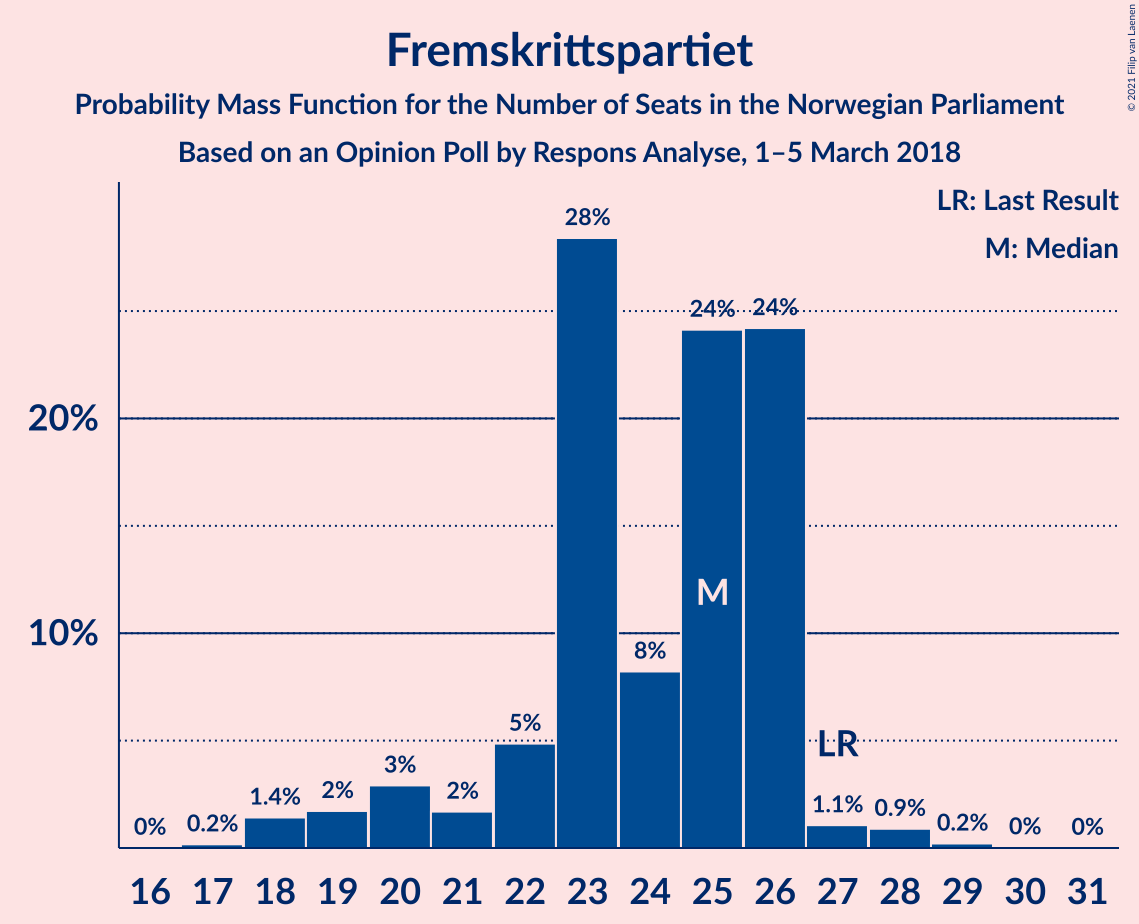 Fremskrittspartiet
Probability Mass Function for the Number of Seats in the Norwegian Parliament
Based on an Opinion Poll by Respons Analyse, 1–5 March 2018
© 2021 Filip van Laenen
LR: Last Result
M: Median
28%
24% 24%
20%
M
10%
8%
5%
LR
3%
2%
2%
1.4%
1.1%
0.9%
0.2%
0.2%
0%
0%
0%
16 17 18 19 20 21 22 23 24 25 26 27 28 29 30 31